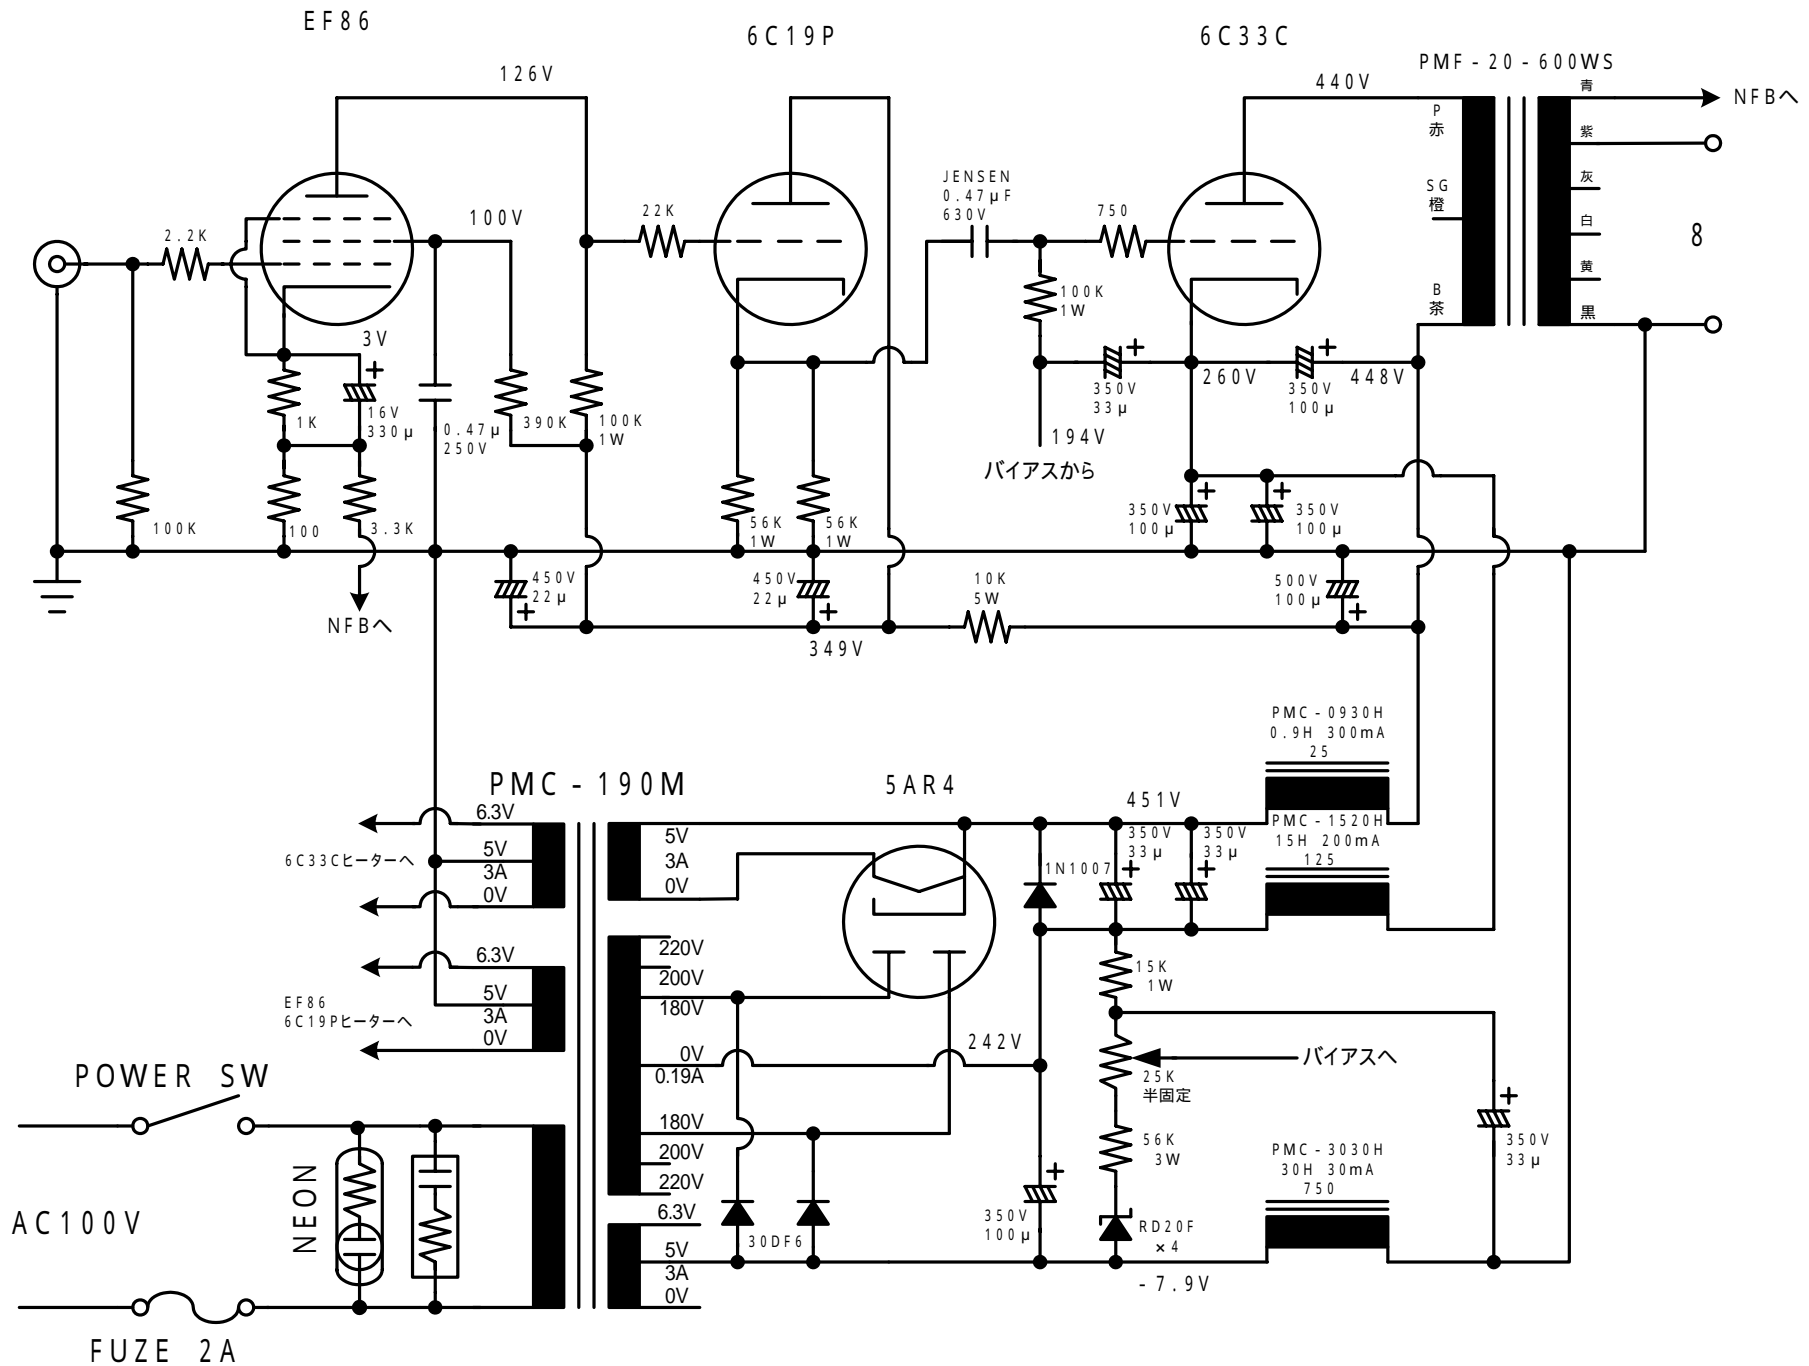 EF86
6C19P
6C33C
PMF-20-600WS
126V
440V
青
NFBへ
P
赤
紫
JENSEN
0.47μF
630V
灰
SG
橙
100V
22K
750
白
2.2K
8
黄
100K
1W
B
茶
黒
3V
16V
330μ
1K
0.47μ
250V
390K
100K
1W
350V
33μ
260V
350V
100μ
448V
194V
バイアスから
100K
100
3.3K
56K
1W
56K
1W
350V
100μ
350V
100μ
450V
22μ
450V
22μ
10K
5W
500V
100μ
NFBへ
349V
PMC-0930H
0.9H 300mA
25
PMC-190M
5AR4
451V
6.3V
5V
3A
0V
6C33Cヒーターへ
5V
3A
0V
350V
33μ
350V
33μ
PMC-1520H
15H 200mA
125
1N1007
6.3V
5V
3A
0V
EF86
6C19Pヒーターへ
220V
200V
180V
0V
0.19A
180V
200V
220V
15K
1W
242V
バイアスへ
25K
半固定
POWER SW
56K
3W
350V
33μ
PMC-3030H
30H 30mA
750
NEON
AC100V
6.3V
5V
3A
0V
30DF6
350V
100μ
RD20F
×4
-7.9V
FUZE 2A